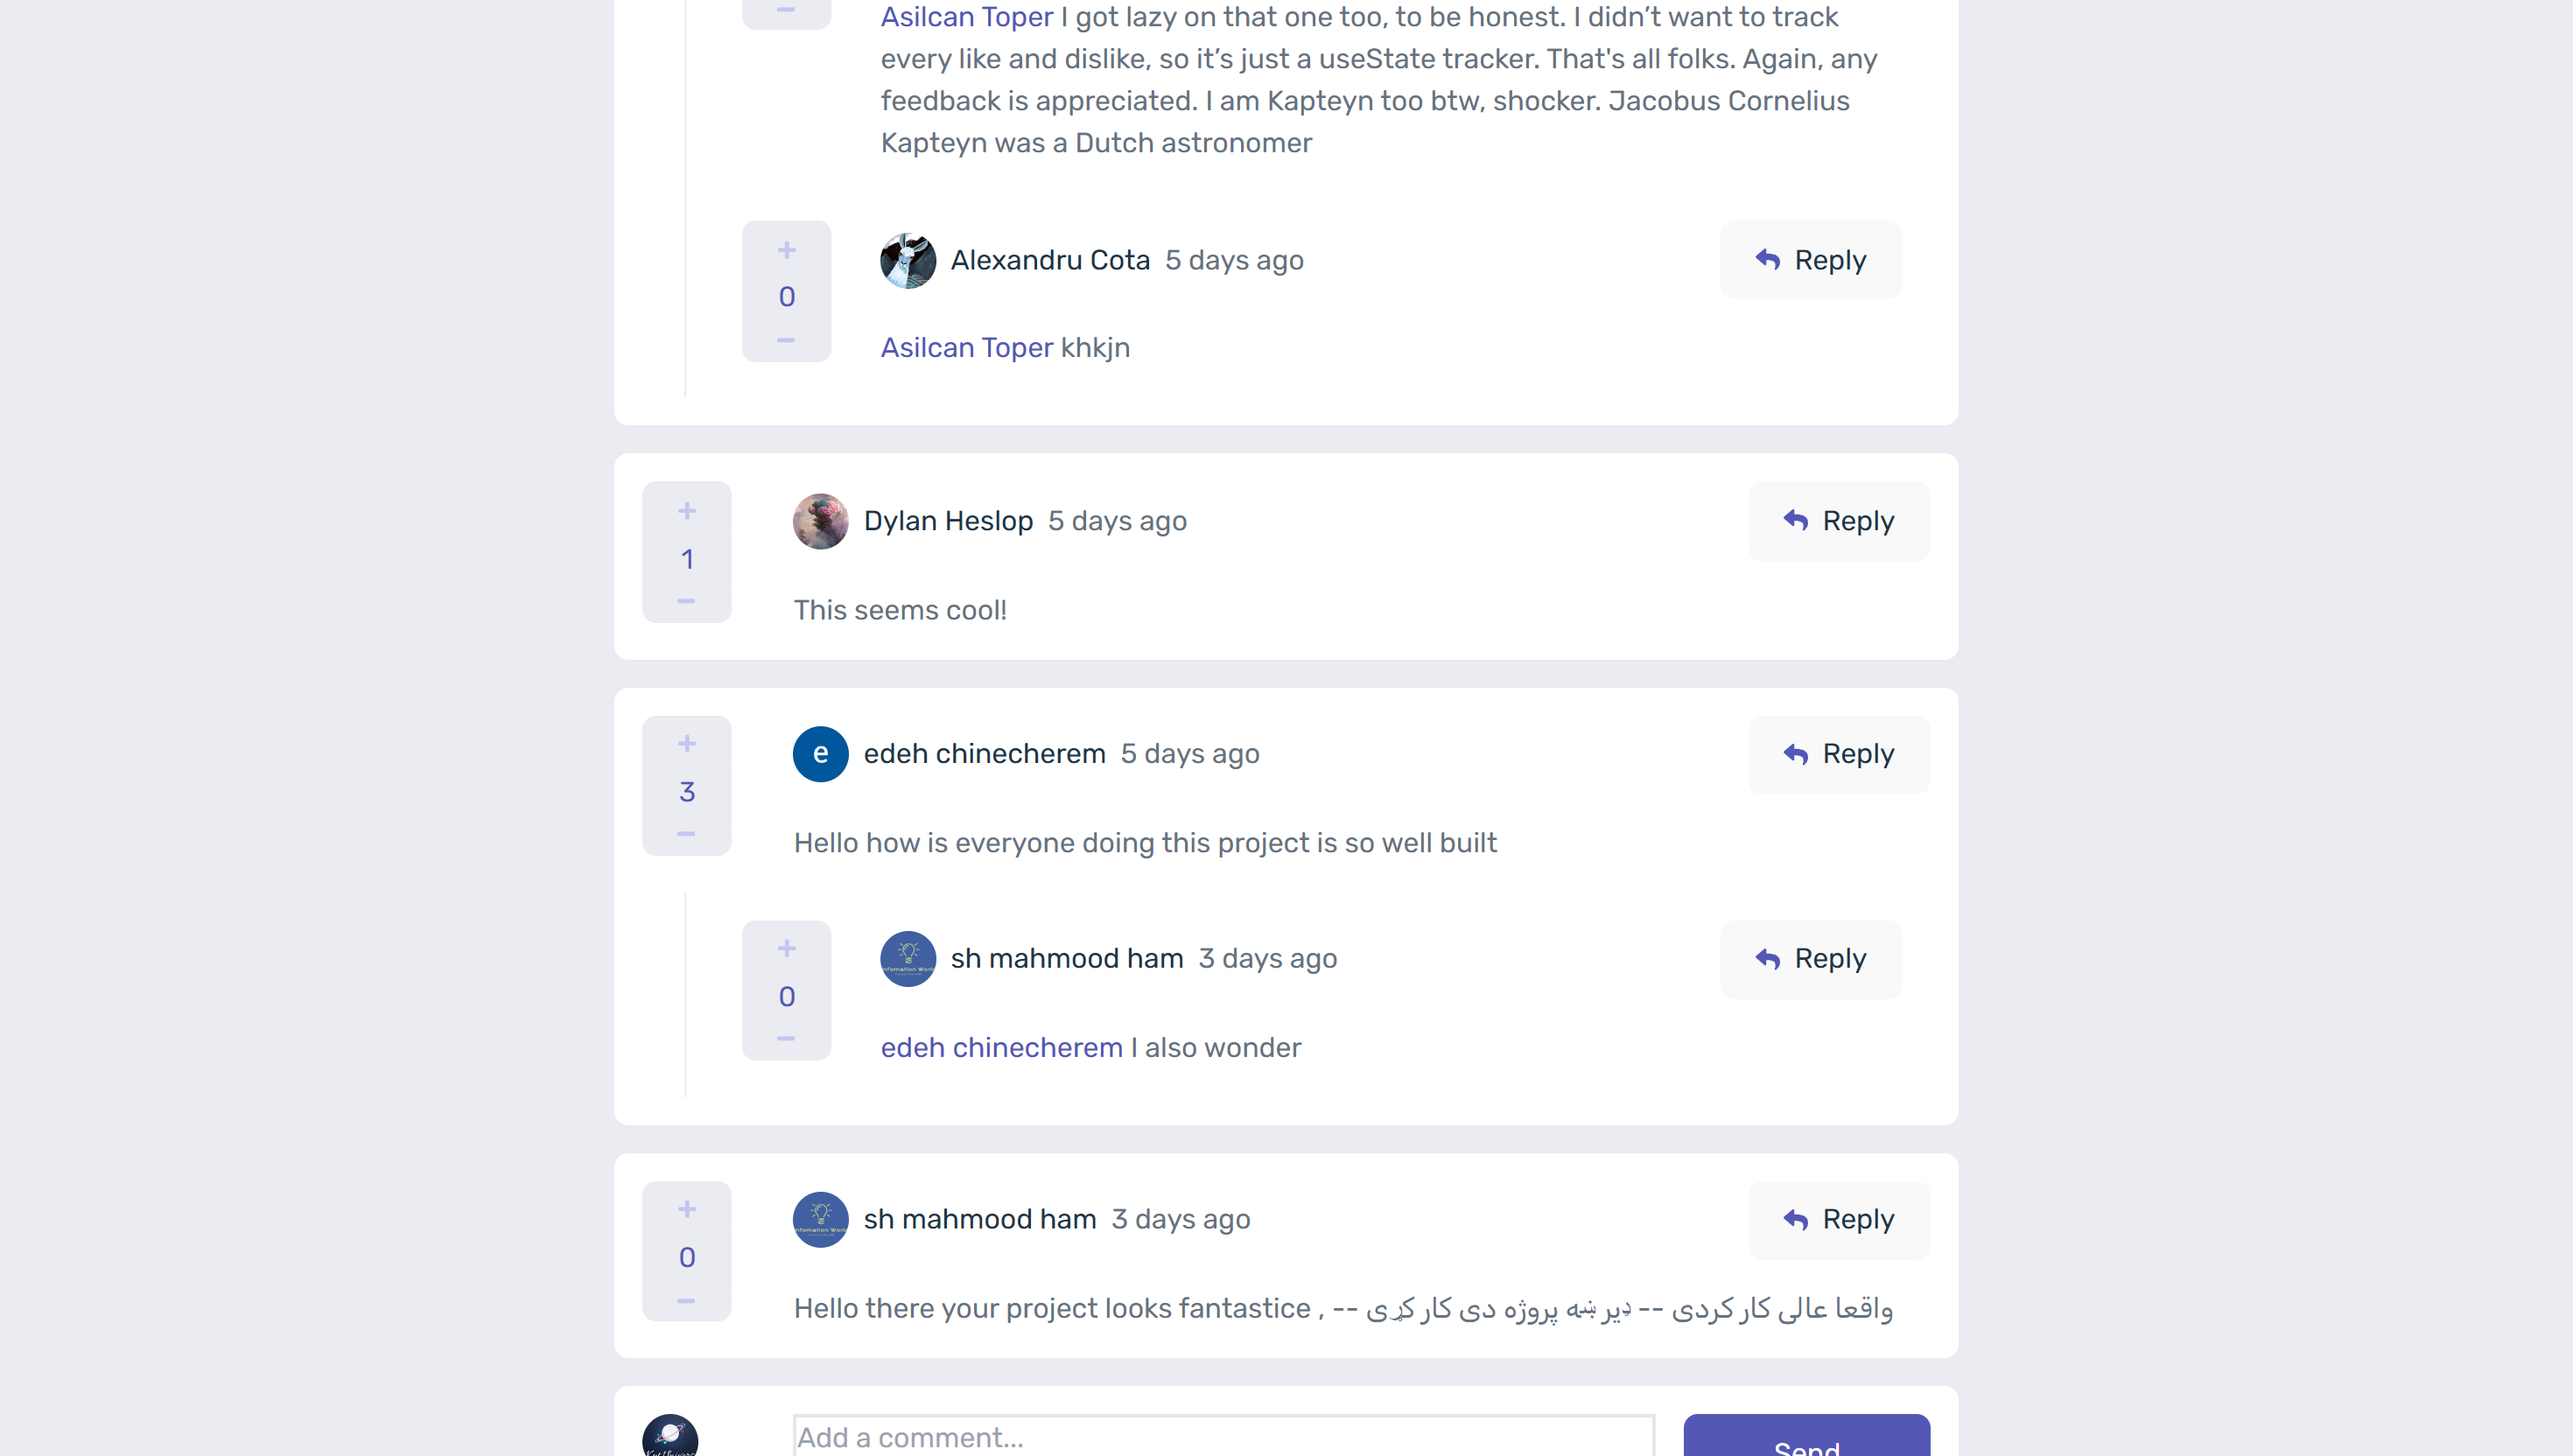 Asilcan Toper I got lazy on that one too, to be honest. I didn’t want to track
every like and dislike, so it’s just a useState tracker. That's all folks. Again, any
feedback is appreciated. I am Kapteyn too btw, shocker. Jacobus Cornelius
Kapteyn was a Dutch astronomer
0
Alexandru Cota 5 days ago
Reply
Asilcan Toper khkjn
1
Dylan Heslop 5 days ago
Reply
This seems cool!
3
e
edeh chinecherem 5 days ago
Reply
Hello how is everyone doing this project is so well built
0
sh mahmood ham 3 days ago
Reply
edeh chinecherem I also wonder
0
sh mahmood ham 3 days ago
Reply
Hello there your project looks fantastice , -- واقعا عالی کار کردی -- ډیر ښه پروژه دی کار کړی
Add a comment...
Send